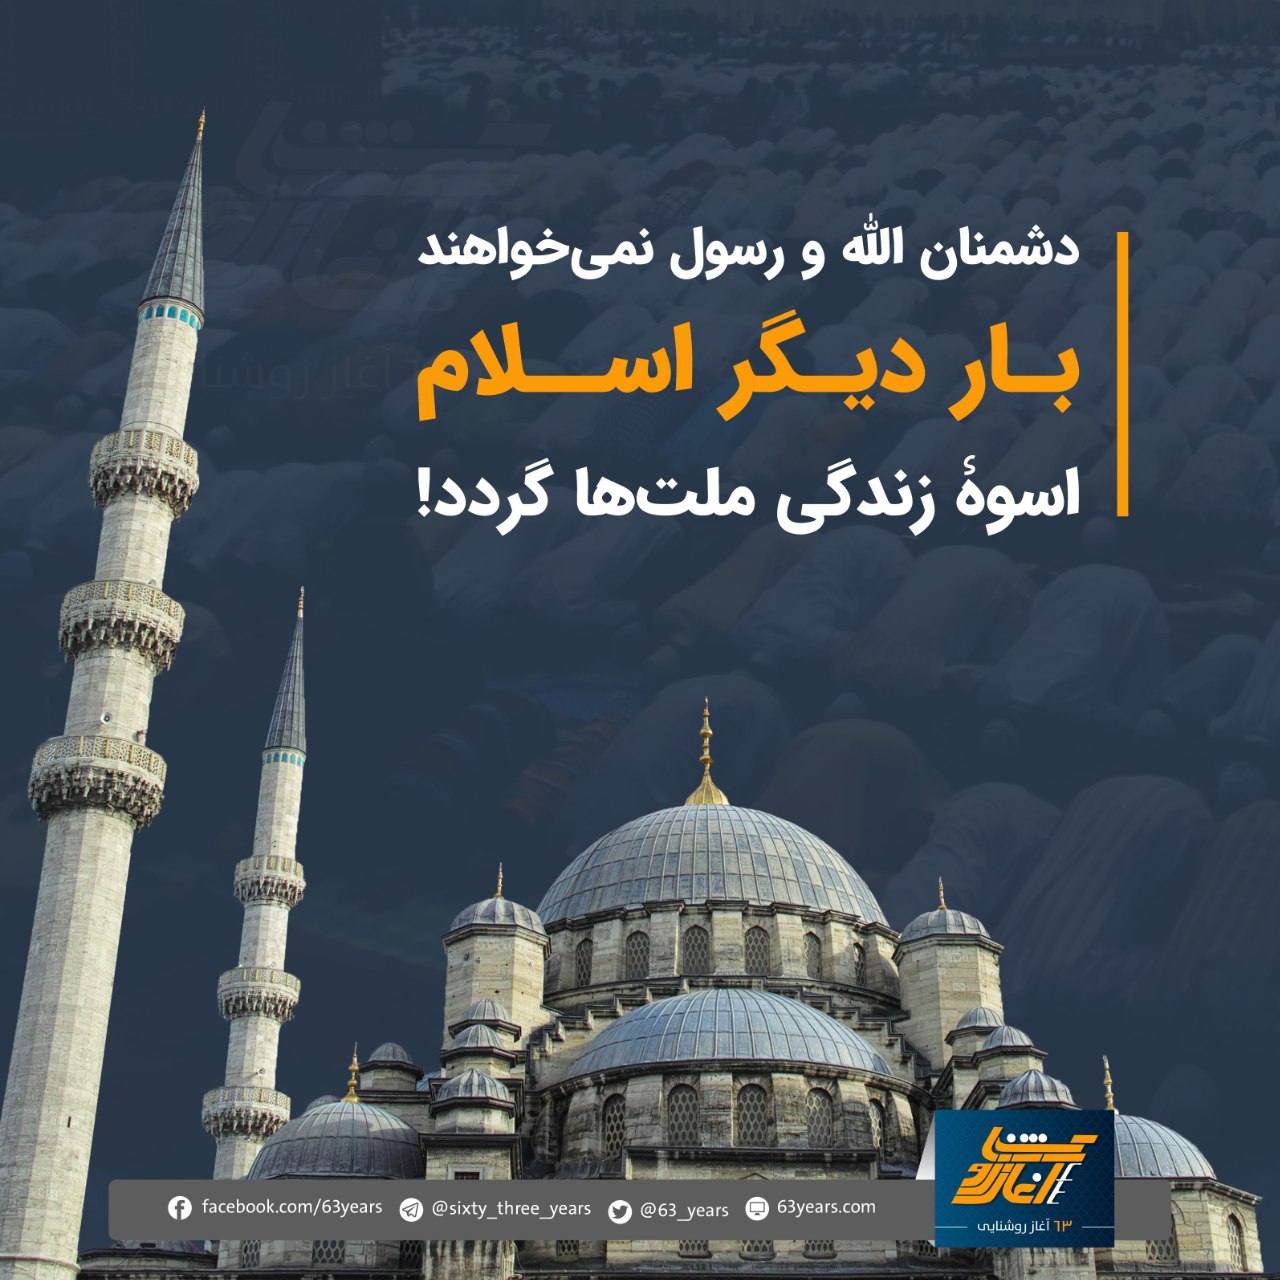 دشمنان الله و رسول نمی‌خواهند
بـار دیـگر اسـلام
اسوهٔ زندگی ملت‌ها گردد!
facebook.com/63years
@sixty_three_years
@63_years
63years.com
۶۳ آغاز روشنایی